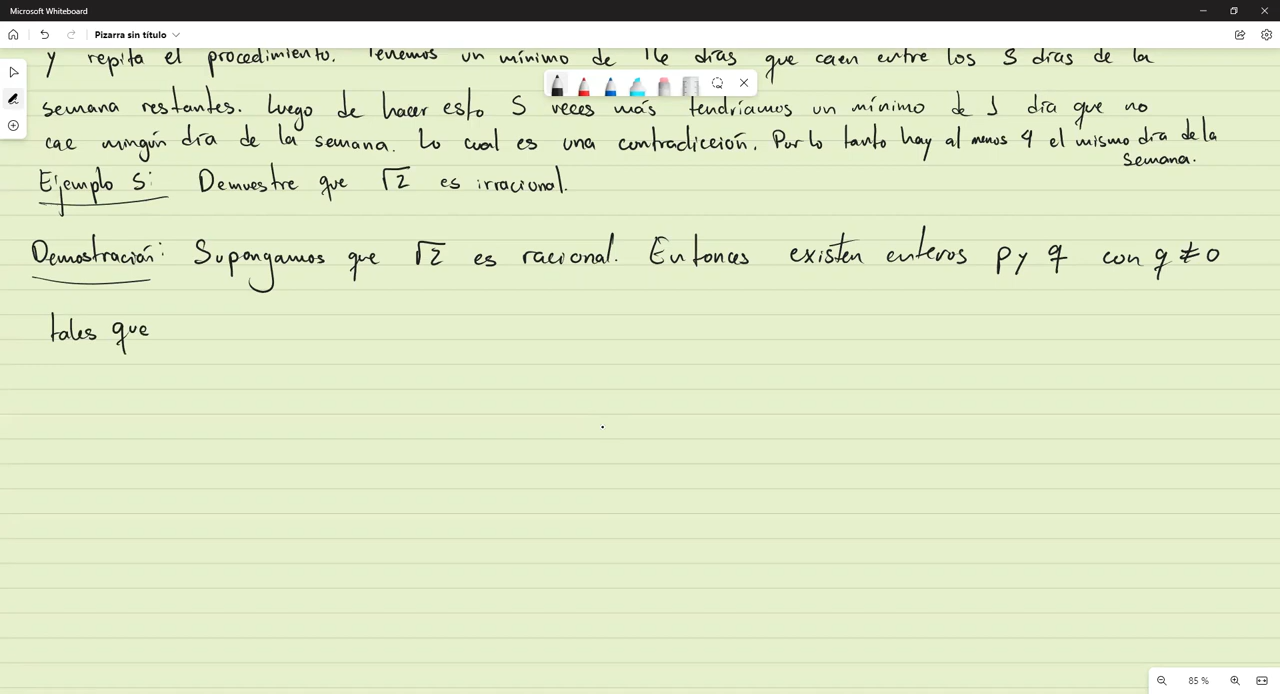 Microsoft Whiteboard
Pizarra sin título
y repita el procedimiento. Tenemos un mínimo de 16 días que caen entre los 5 días de la
semana restantes. Luego de hacer esto 5 veces más tendríamos un mínimo de 1 día que no
cae ningún día de la semana. Lo cual es una contradicción. Por lo tanto hay al menos 4 el mismo día de la
semana.
Ejemplo 5: Demuestre que √2 es irracional.
Demostración: Supongamos que √2 es racional. Entonces existen enteros p y q con q ≠ 0
tales que
85 %